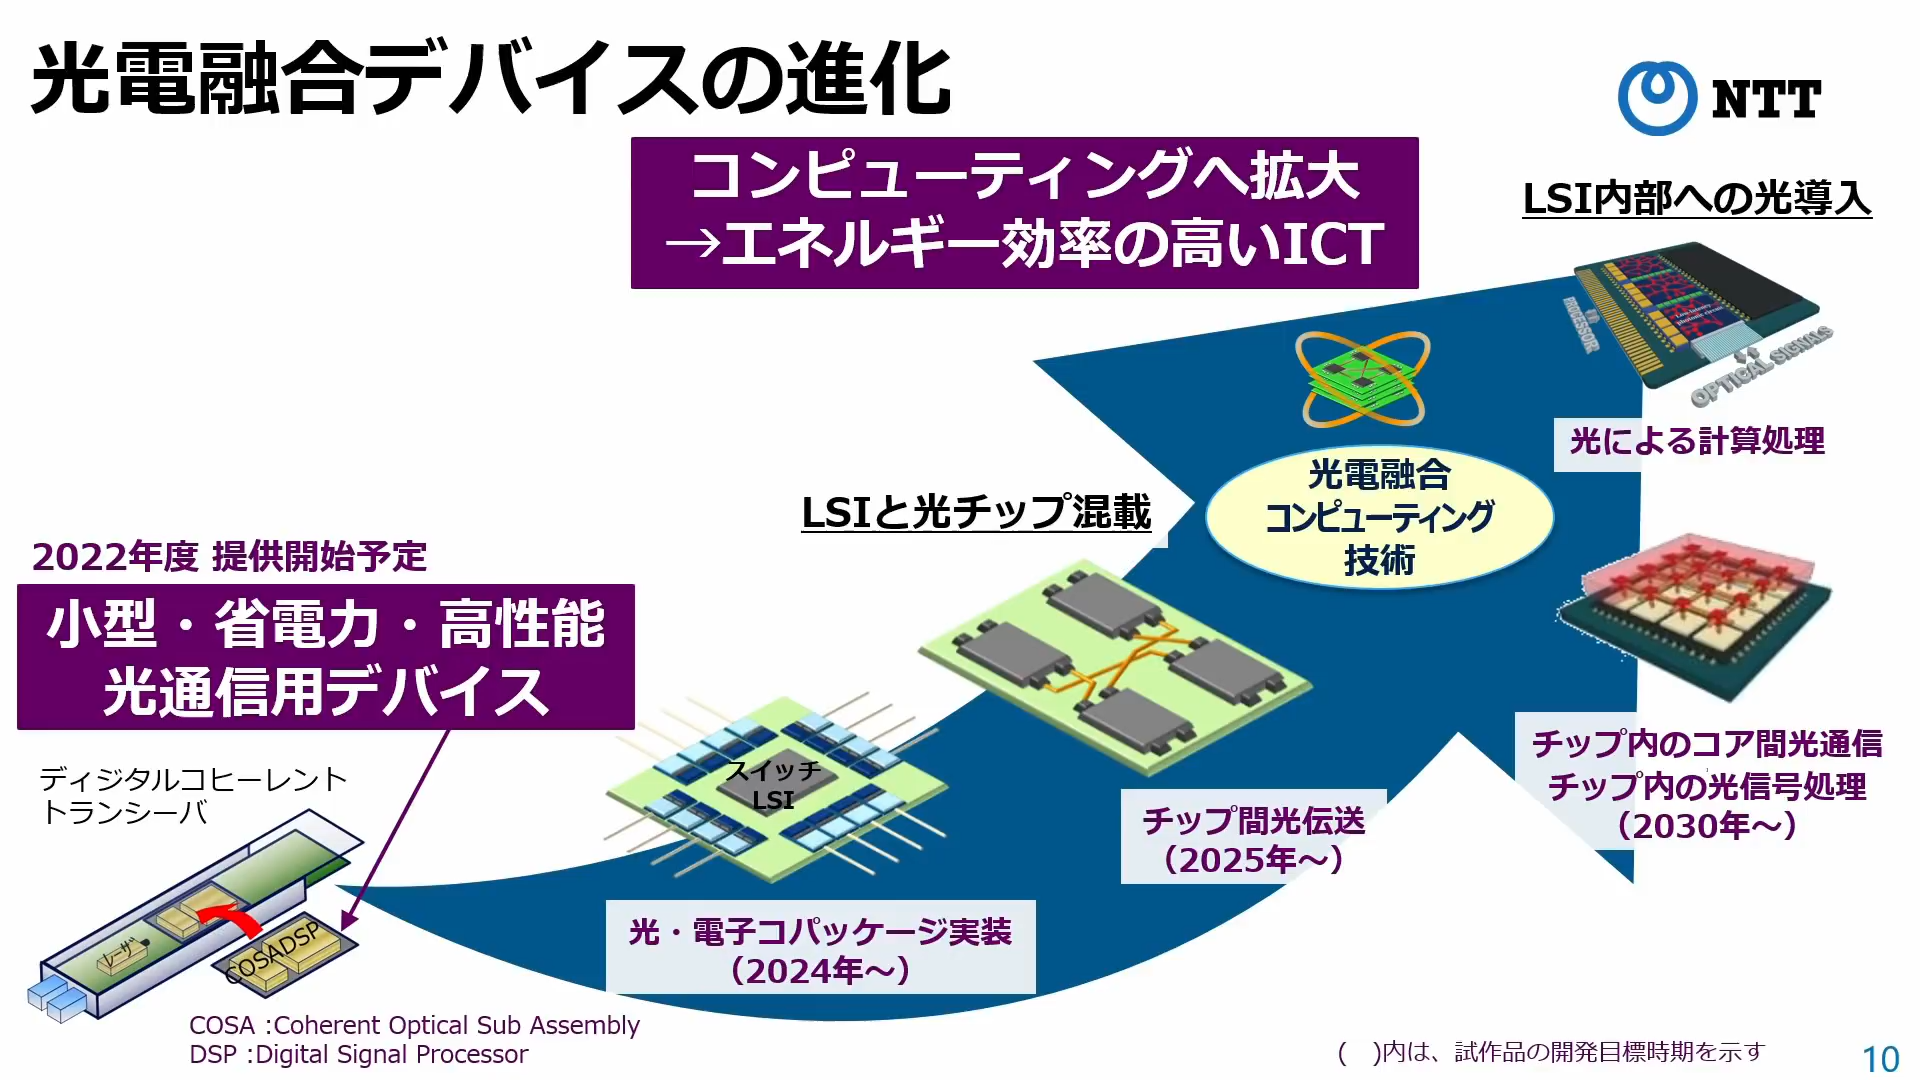 光電融合デバイスの進化
NTT
コンピューティングへ拡大
→エネルギー効率の高いICT
LSI内部への光導入
PROCESSOR
Low-latency
photonic circuit
OPTICAL SIGNALS
光による計算処理
光電融合
コンピューティング
技術
LSIと光チップ混載
2022年度 提供開始予定
小型・省電力・高性能
光通信用デバイス
ディジタルコヒーレント
トランシーバ
レーザ
COSA
DSP
スイッチ
LSI
チップ内のコア間光通信
チップ内の光信号処理
（2030年～）
チップ間光伝送
（2025年～）
光・電子コパッケージ実装
（2024年～）
COSA :Coherent Optical Sub Assembly
DSP :Digital Signal Processor
(　)内は、試作品の開発目標時期を示す
10